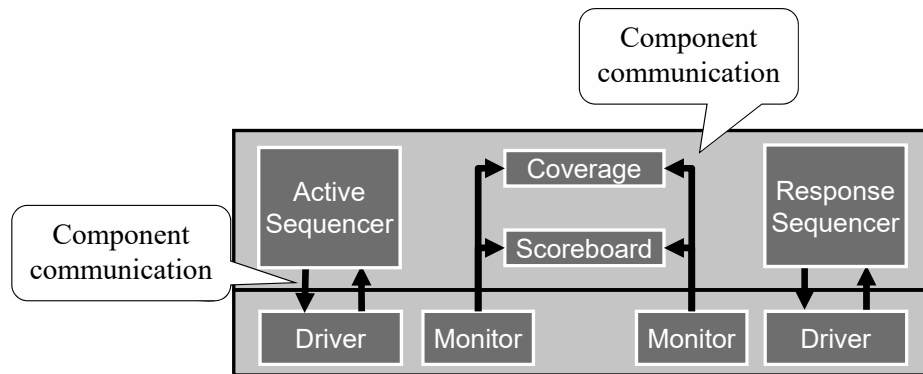 Component
communication
Component
communication
Active
Sequencer
Coverage
Scoreboard
Response
Sequencer
Driver
Monitor
Monitor
Driver